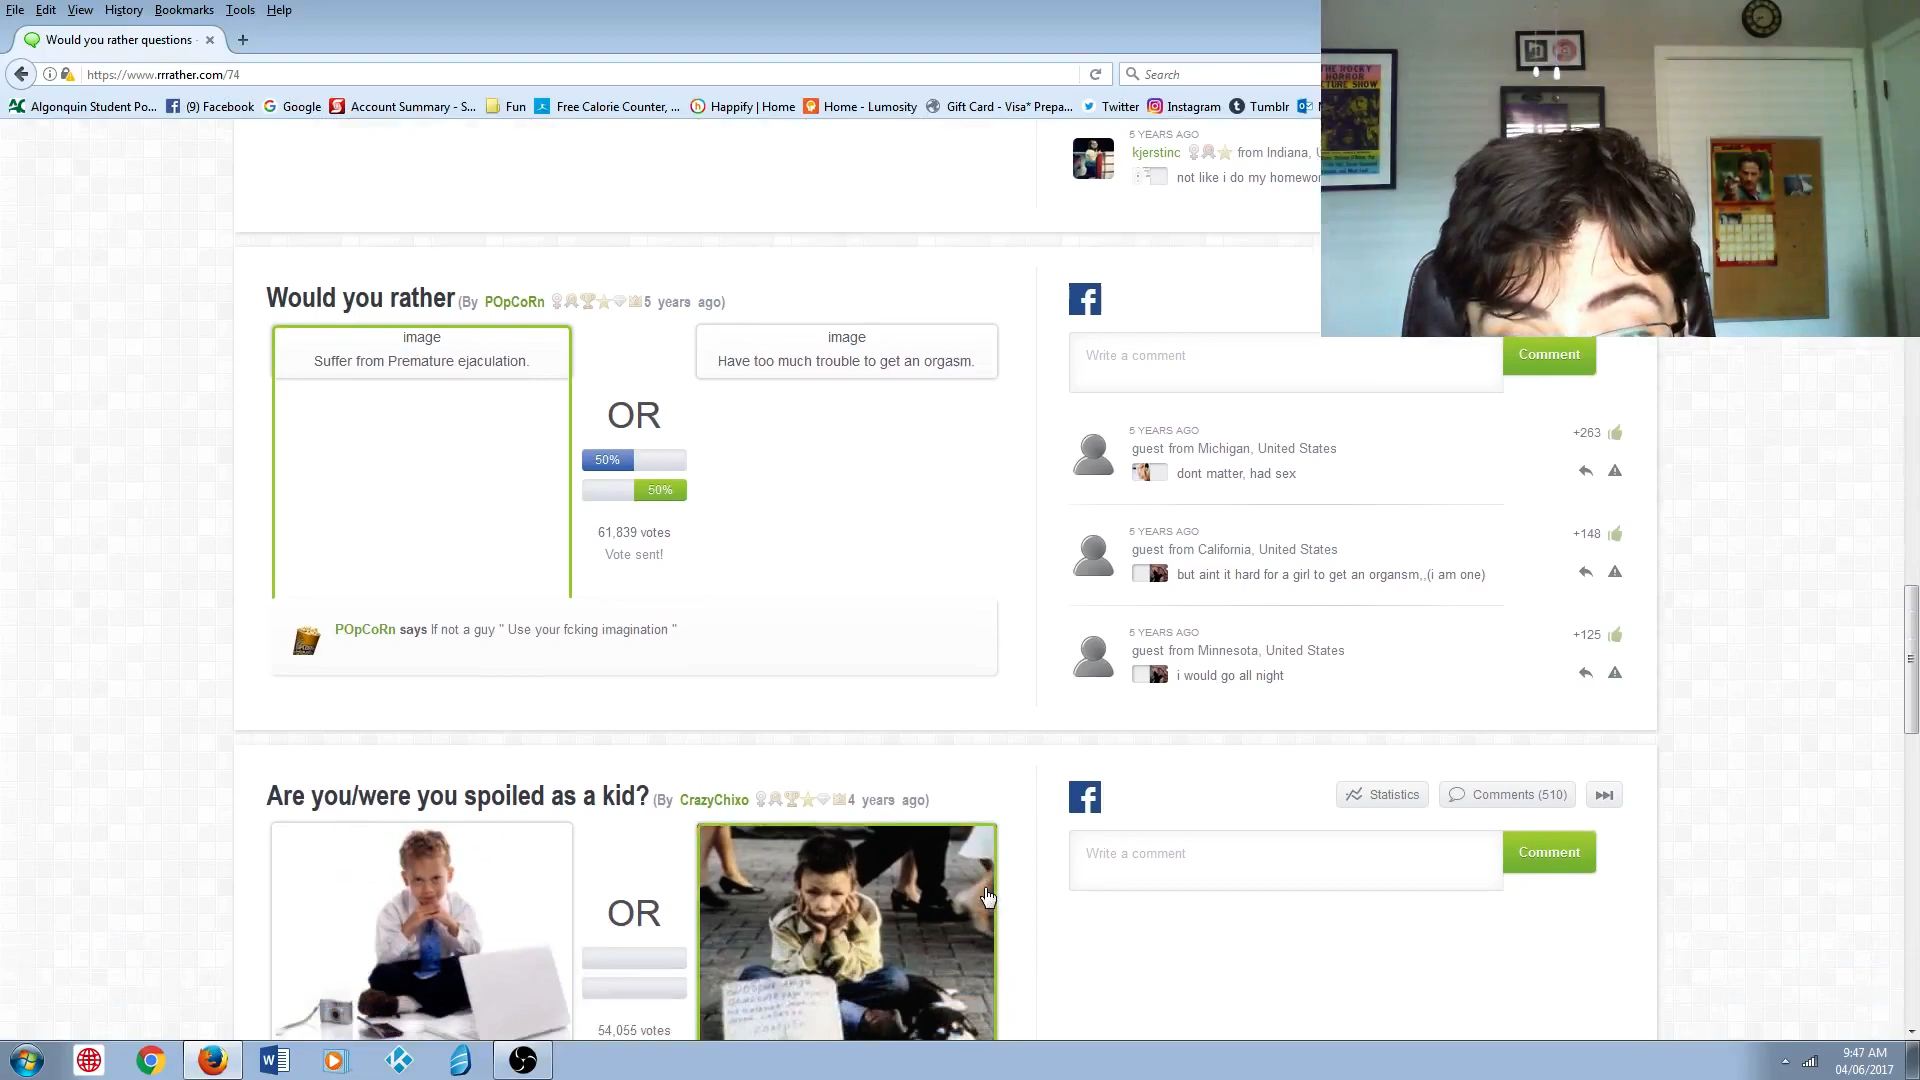 File Edit View History Bookmarks Tools Help
Would you rather questions
https://www.rrrather.com/74
Search
Algonquin Student Po...
(9) Facebook
Google
Account Summary - S...
Fun
Free Calorie Counter, ...
Happify | Home
Home - Lumosity
Gift Card - Visa* Prepa...
Twitter
Instagram
Tumblr
THE ROCKY
HORROR
PICTURE SHOW
5 YEARS AGO
kjerstinc from Indiana,
not like i do my homewor
Would you rather (By POpCoRn 5 years ago)
image
Suffer from Premature ejaculation.
image
Have too much trouble to get an orgasm.
OR
50%
50%
61,839 votes
Vote sent!
POpCoRn says If not a guy " Use your fcking imagination "
Write a comment
Comment
5 YEARS AGO
guest from Michigan, United States
dont matter, had sex
+263
5 YEARS AGO
guest from California, United States
but aint it hard for a girl to get an organsm,,(i am one)
+148
5 YEARS AGO
guest from Minnesota, United States
i would go all night
+125
Are you/were you spoiled as a kid? (By CrazyChixo 4 years ago)
OR
54,055 votes
Statistics
Comments (510)
Write a comment
Comment
9:47 AM
04/06/2017